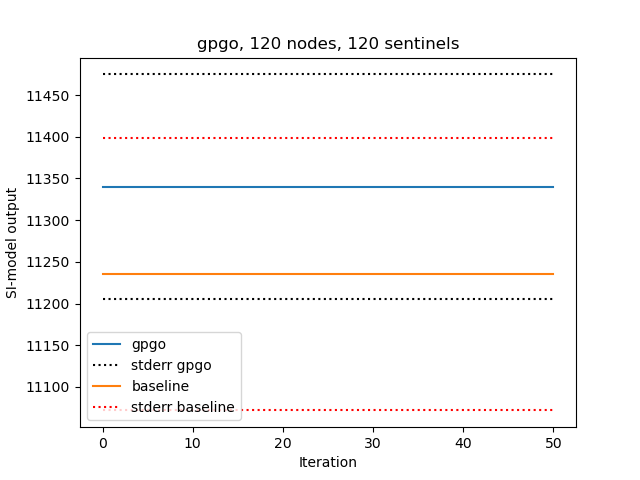 gpgo, 120 nodes, 120 sentinels
SI-model output
11450
11400
11350
11300
11250
11200
11150
11100
gpgo
stderr gpgo
baseline
stderr baseline
0 10 20 30 40 50
Iteration